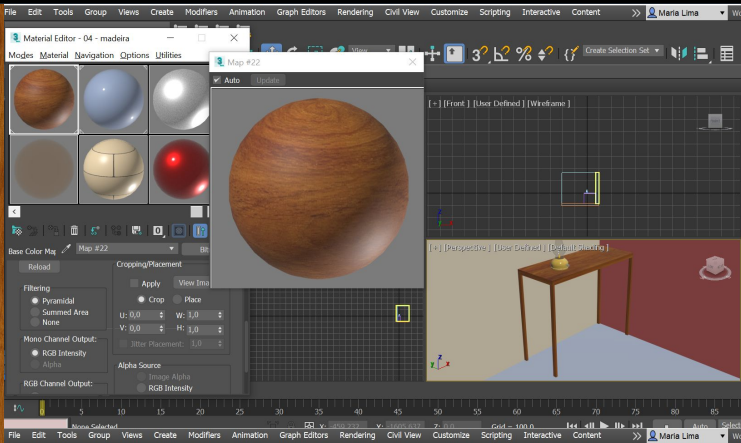 File Edit Tools Group Views Create Modifiers Animation Graph Editors Rendering Civil View Customize Scripting Interactive Content Maria Lima
Material Editor - 04 - madeira
Modes Material Navigation Options Utilities
Map #22
Auto Update
View
Create Selection Set
[+] [Front ] [User Defined ] [Wireframe ]
[+] [Perspective ] [User Defined ] [Default Shading ]
Base Color Map Map #22
Reload
Filtering
Pyramidal
Summed Area
None
Mono Channel Output:
RGB Intensity
Alpha
RGB Channel Output:
Cropping/Placement
Apply
Crop Place
U: 0,0 W: 1,0
V: 0,0 H: 1,0
Jitter Placement: 1,0
Alpha Source
Image Alpha
RGB Intensity
0 5 10 15 20 25 30 35 40 45 50 55 60 65 70 75 80 85
None Selected X: Y: Z: 0,0 Grid = 100,0 Auto
File Edit Tools Group Views Create Modifiers Animation Graph Editors Rendering Civil View Customize Scripting Interactive Content Maria Lima